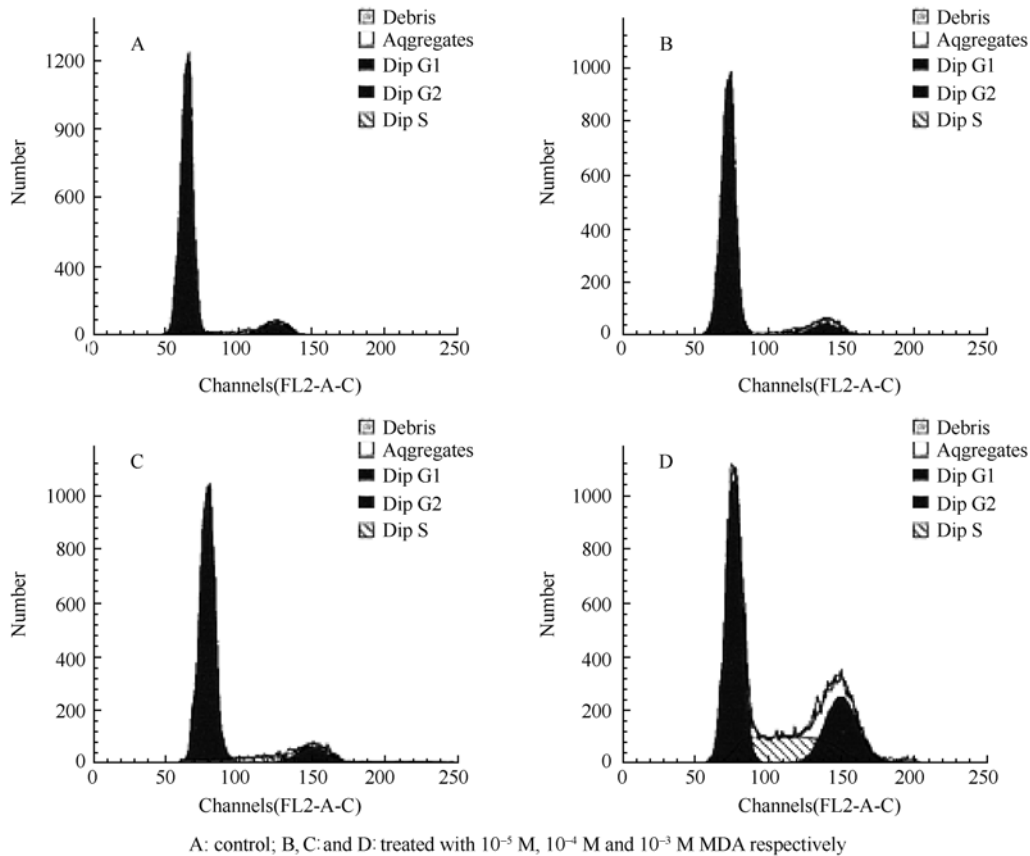 A
Debris
Aqgregates
Dip G1
Dip G2
Dip S
1200
900
600
400
0
Number
0 50 100 150 200 250
Channels(FL2-A-C)
B
Debris
Aqgregates
Dip G1
Dip G2
Dip S
1000
800
600
400
200
0
Number
0 50 100 150 200 250
Channels(FL2-A-C)
C
Debris
Aqgregates
Dip G1
Dip G2
Dip S
1000
800
600
400
200
0
Number
0 50 100 150 200 250
Channels(FL2-A-C)
D
Debris
Aqgregates
Dip G1
Dip G2
Dip S
1000
800
600
400
200
0
Number
0 50 100 150 200 250
Channels(FL2-A-C)
A: control; B, C: and D: treated with 10⁻⁵ M, 10⁻⁴ M and 10⁻³ M MDA respectively